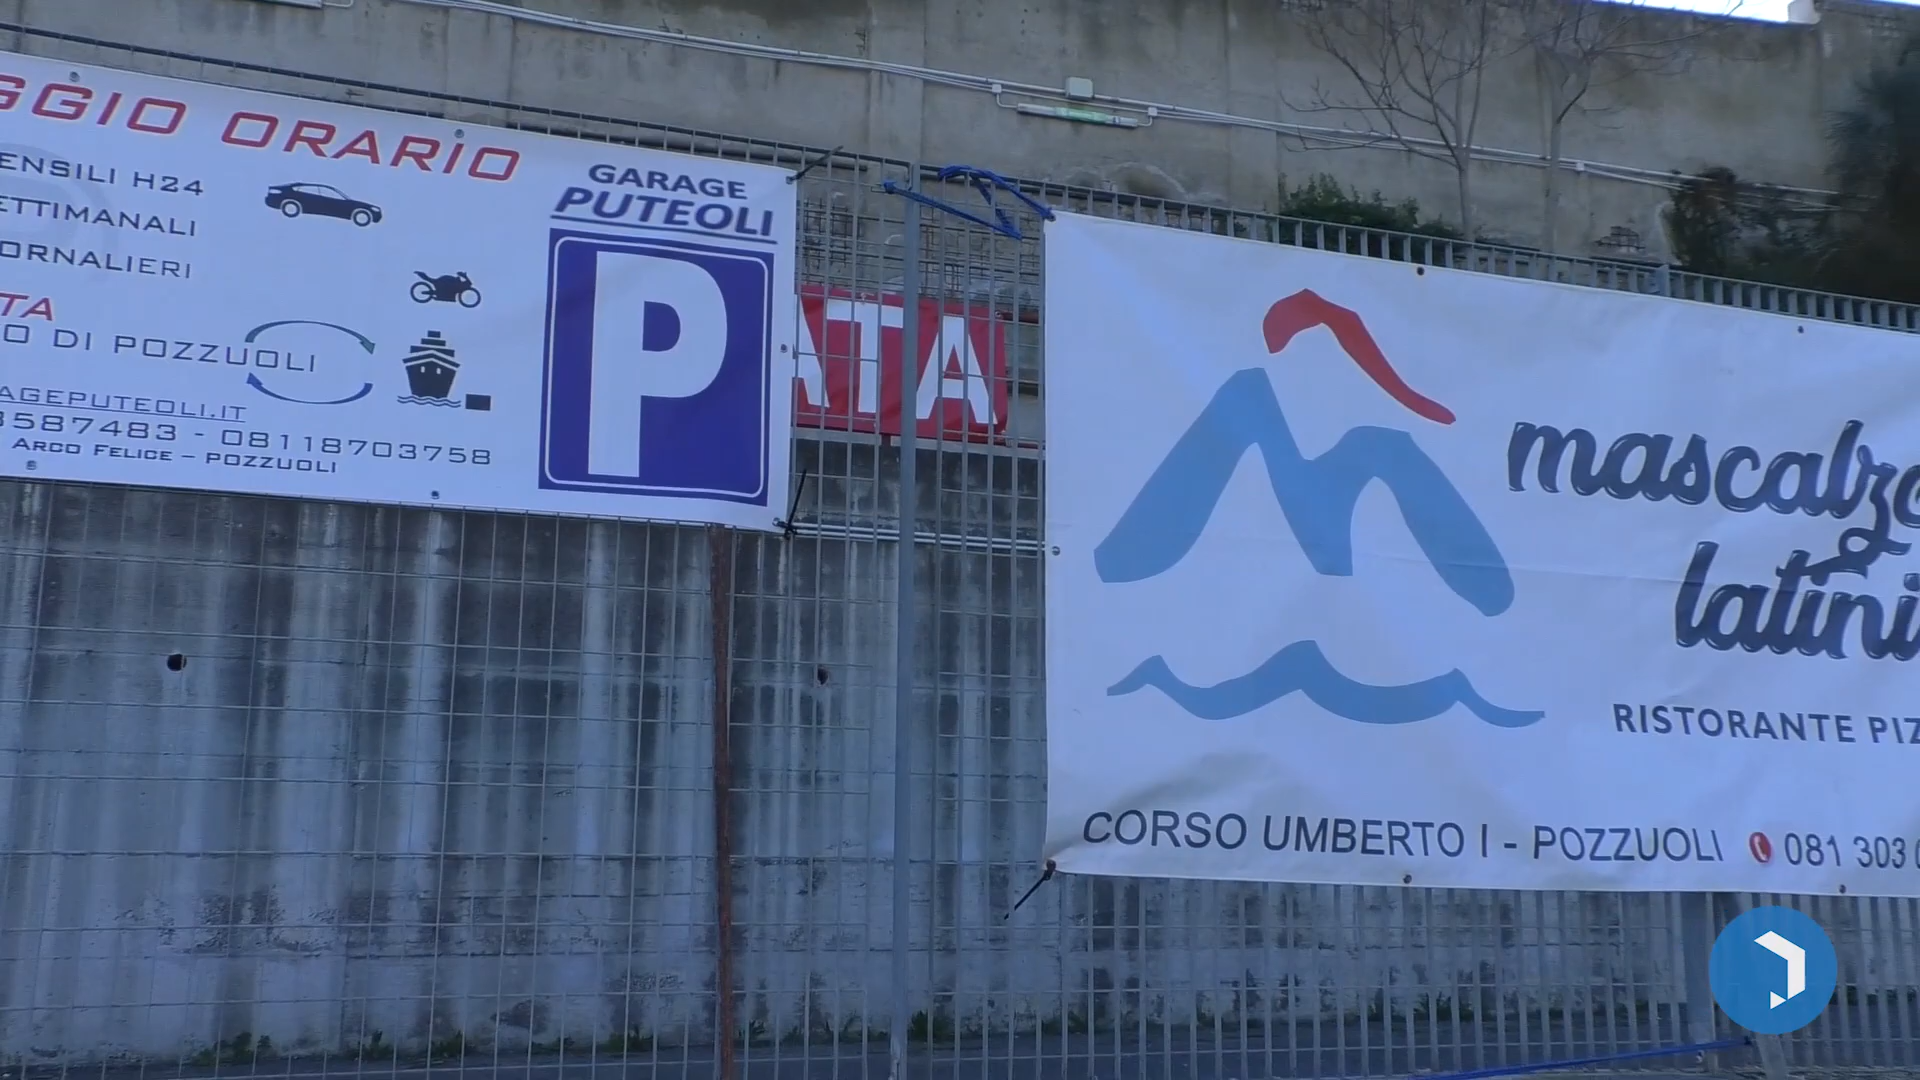 GGIO ORARIO
ENSILI H24
ETTIMANALI
ORNALIERI
TA
O DI POZZUOLI
AGEPUTEOLI.IT
3587483 - 08118703758
ARCO FELICE - POZZUOLI
GARAGE
PUTEOLI
P
ATA
mascalzo
latini
RISTORANTE PIZ
CORSO UMBERTO I - POZZUOLI 081 303